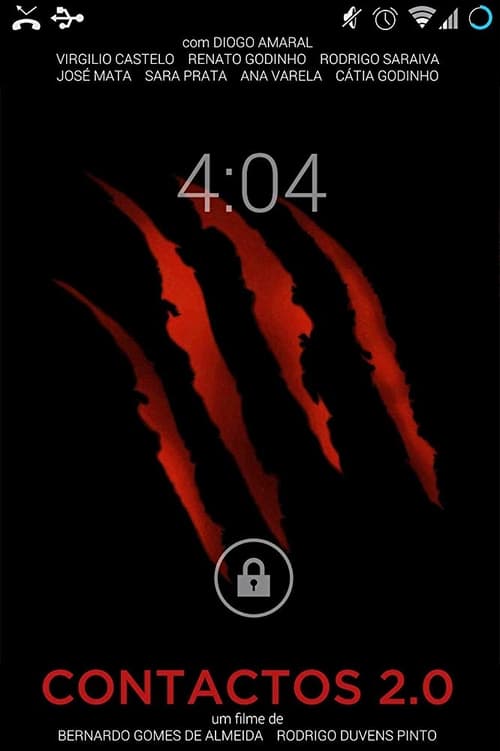 com DIOGO AMARAL
VIRGILIO CASTELO RENATO GODINHO RODRIGO SARAIVA
JOSÉ MATA SARA PRATA ANA VARELA CÁTIA GODINHO
4:04
CONTACTOS 2.0
um filme de
BERNARDO GOMES DE ALMEIDA RODRIGO DUVENS PINTO